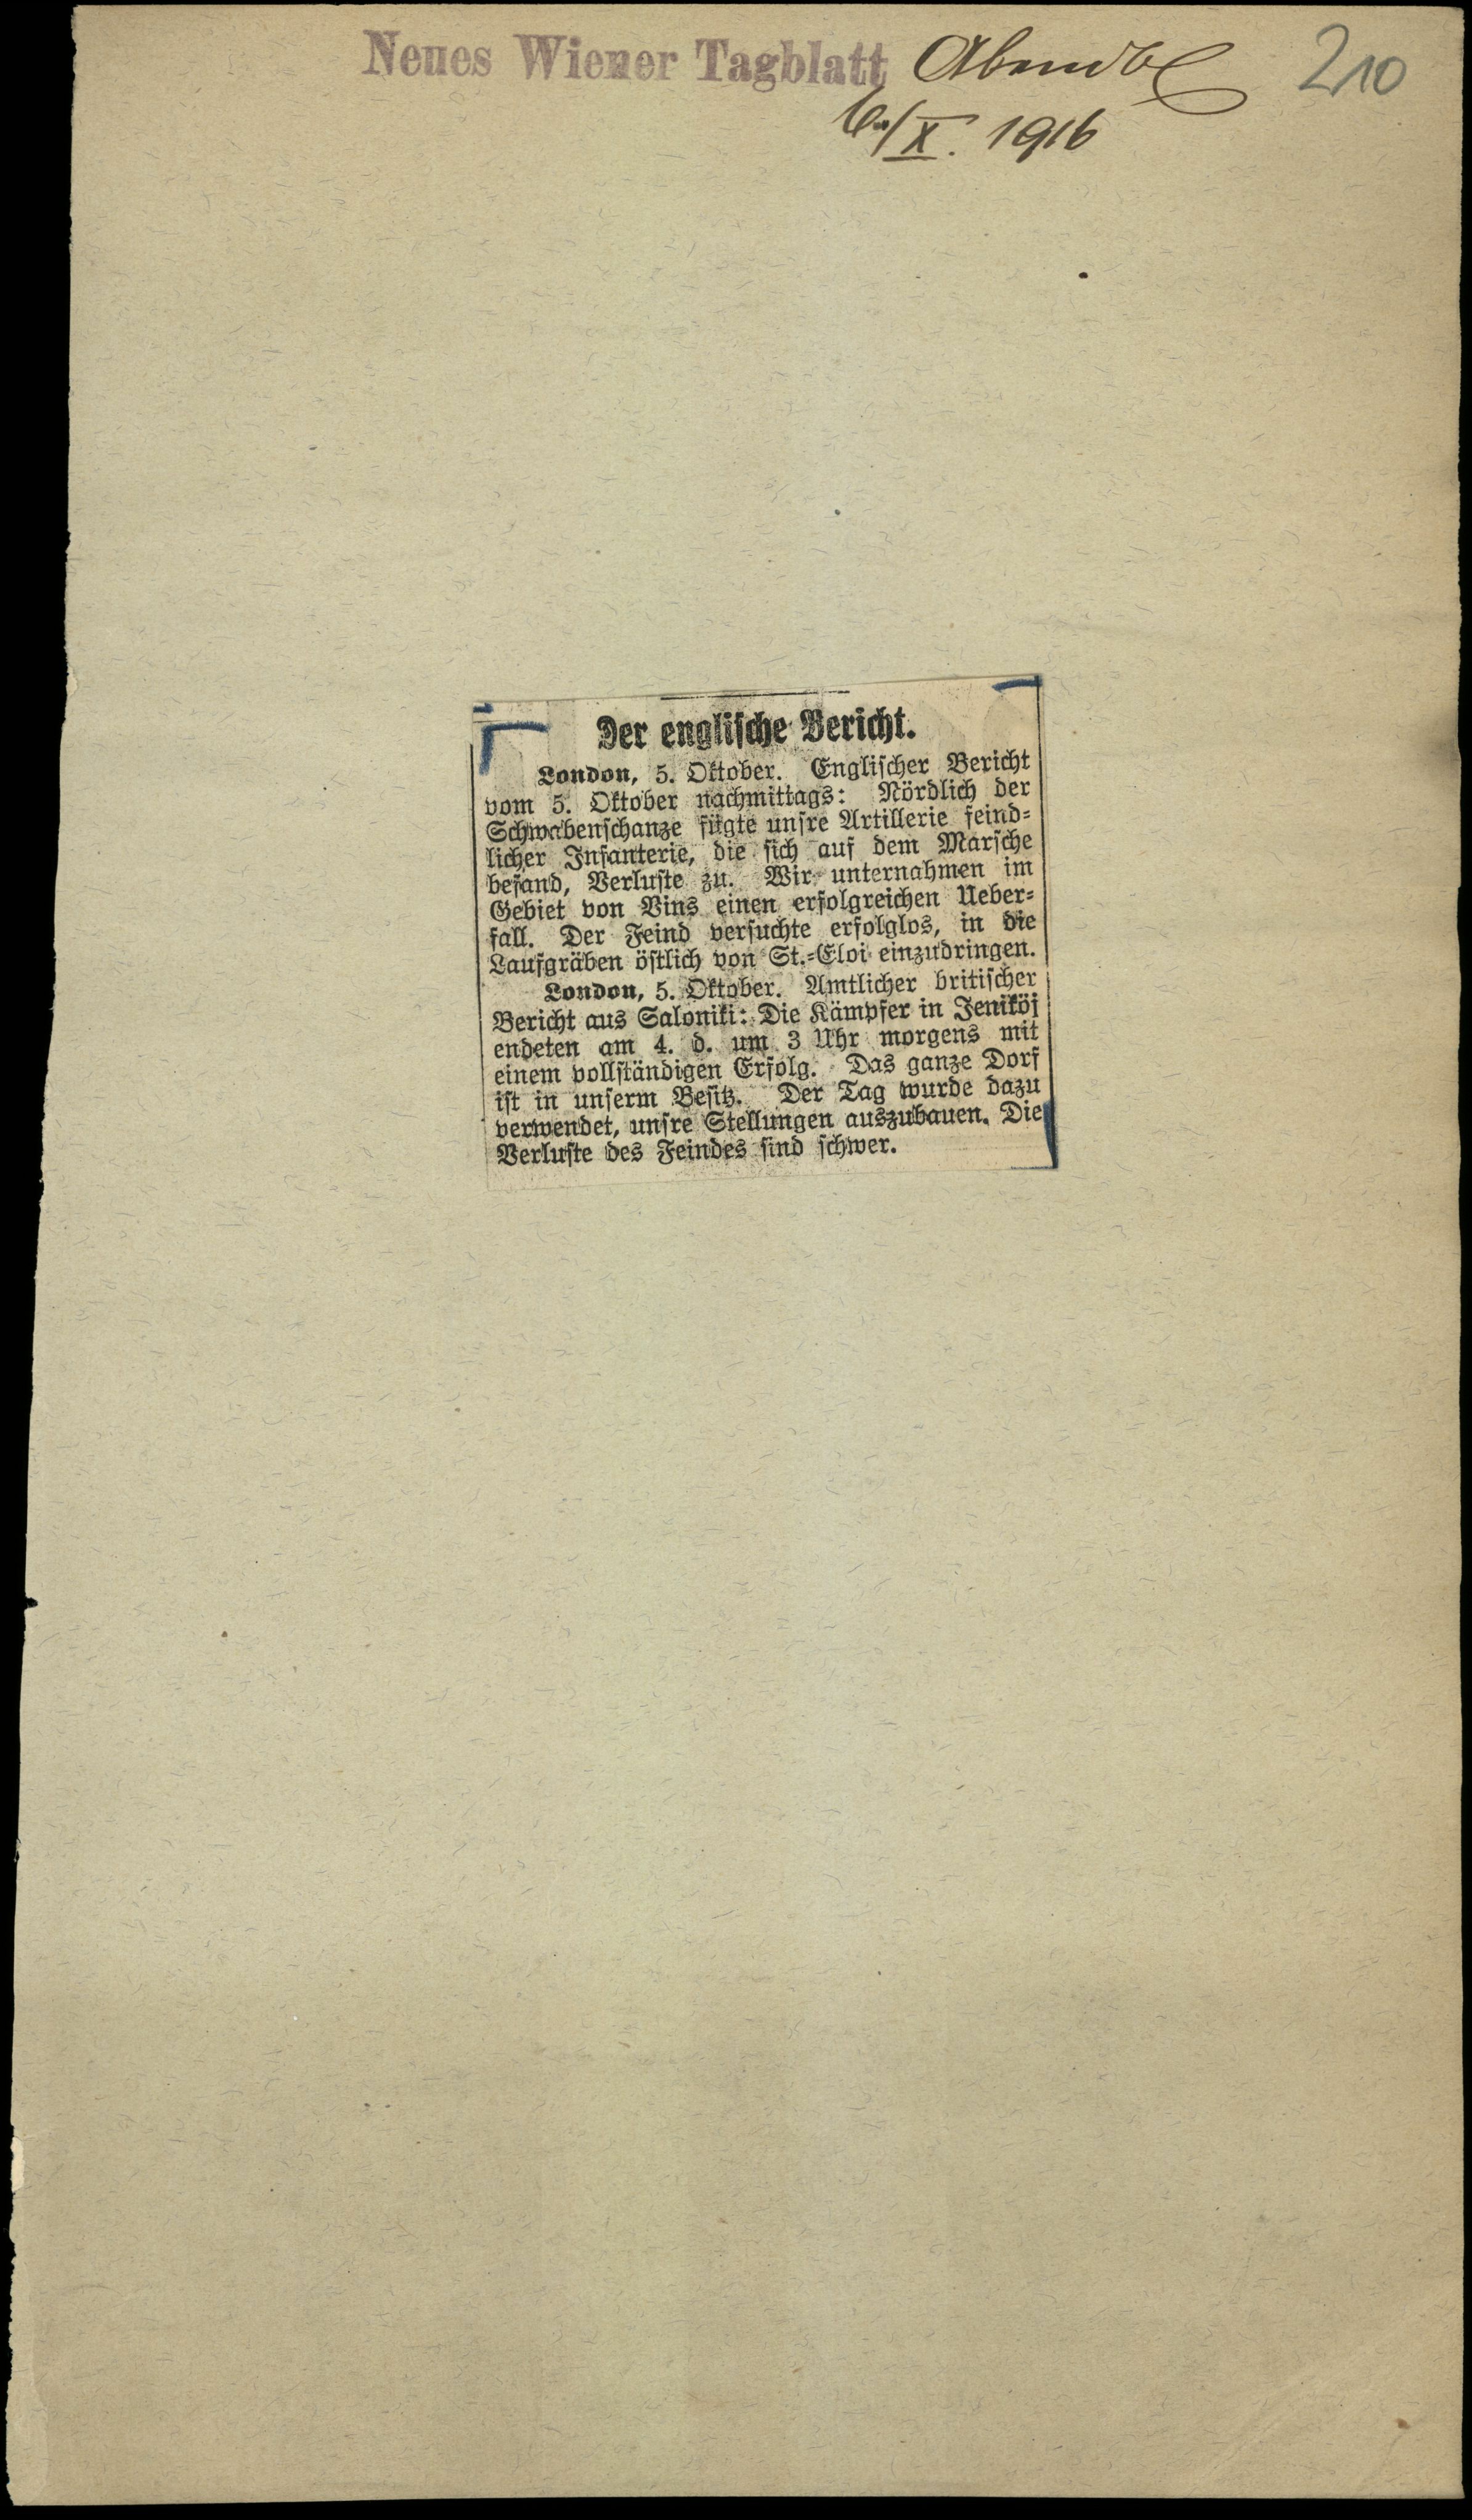 Neues Wiener Tagblatt Abendbl 210
6./X. 1916
Der englische Bericht.
London, 5. Oktober. Englischer Bericht
vom 5. Oktober nachmittags: Nördlich der
Schwabenschanze fügte unsre Artillerie feind-
licher Infanterie, die sich auf dem Marsche
befand, Verluste zu. Wir unternahmen im
Gebiet von Vins einen erfolgreichen Ueber-
fall. Der Feind versuchte erfolglos, in die
Laufgräben östlich von St.-Eloi einzudringen.
London, 5. Oktober. Amtlicher britischer
Bericht aus Saloniki: Die Kämpfer in Jeniköj
endeten am 4. d. um 3 Uhr morgens mit
einem vollständigen Erfolg. Das ganze Dorf
ist in unserm Besitz. Der Tag wurde dazu
verwendet, unsre Stellungen auszubauen. Die
Verluste des Feindes sind schwer.